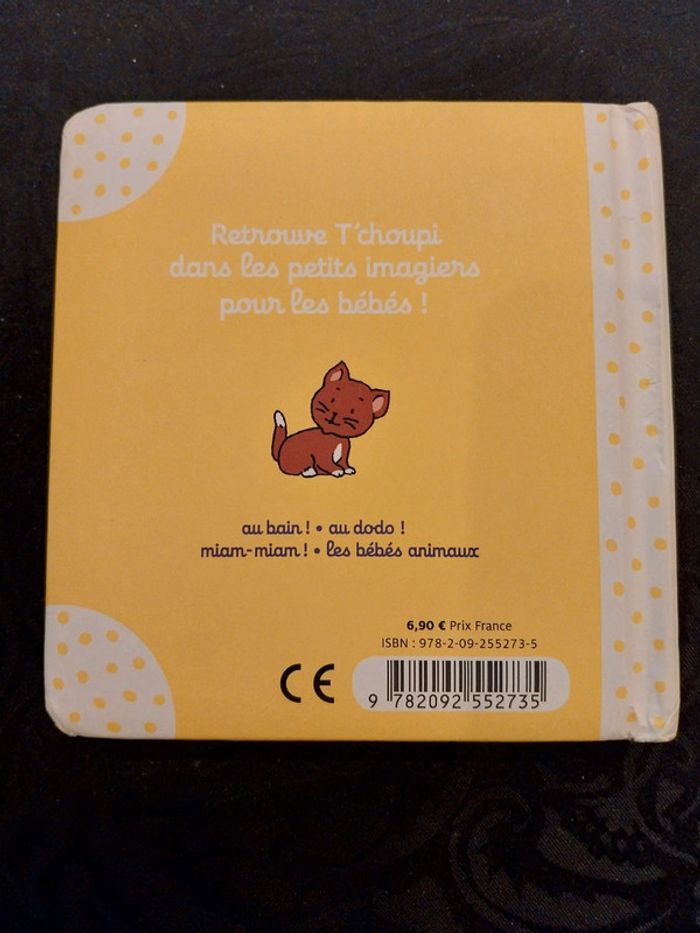 Retrouve T'choupi
dans les petits imagiers
pour les bébés !
au bain ! • au dodo !
miam-miam ! • les bébés animaux
6,90 € Prix France
ISBN : 978-2-09-255273-5
CE
9 782092 552735